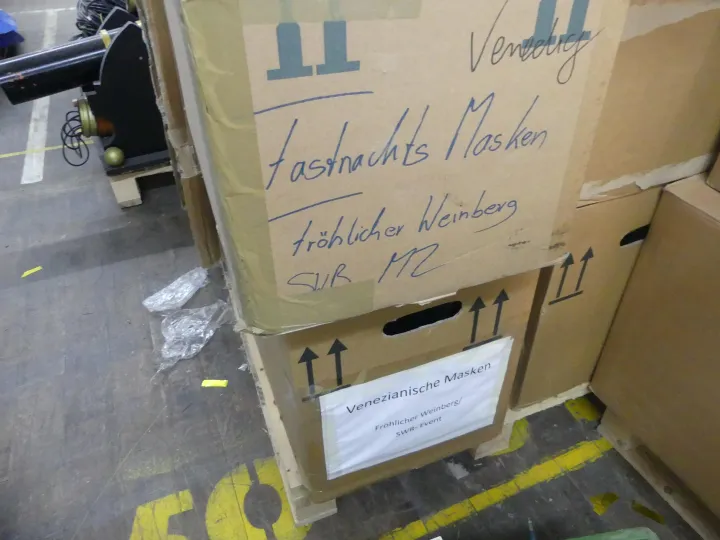 Venedig
Fastnachts Masken
fröhlicher Weinberg
SWR MZ
Venezianische Masken
Fröhlicher Weinberg/
SWR- Event